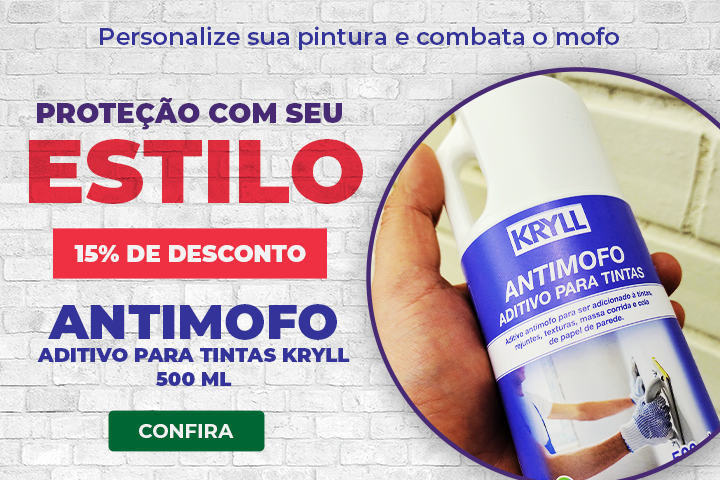 Personalize sua pintura e combata o mofo
PROTEÇÃO COM SEU
ESTILO
15% DE DESCONTO
ANTIMOFO
ADITIVO PARA TINTAS KRYLL
500 ML
CONFIRA
KRYLL
ANTIMOFO
ADITIVO PARA TINTAS
Aditivo antimofo para ser adicionado à tintas,
rejuntes, texturas, massa corrida e cola
de papel de parede.